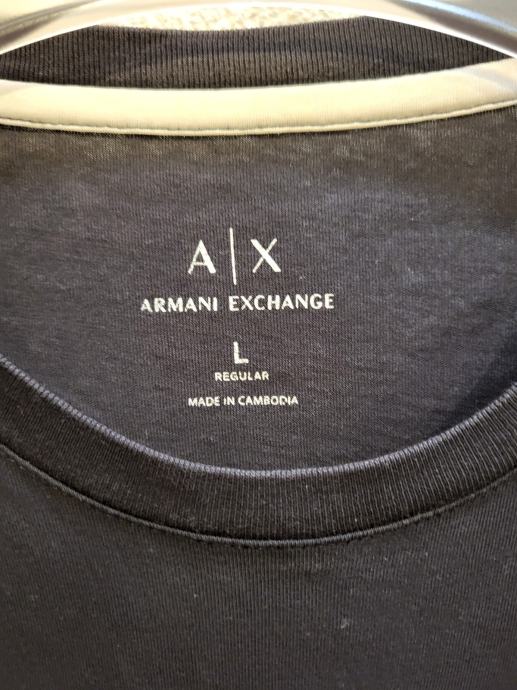 A|X
ARMANI EXCHANGE
L
REGULAR
MADE IN CAMBODIA